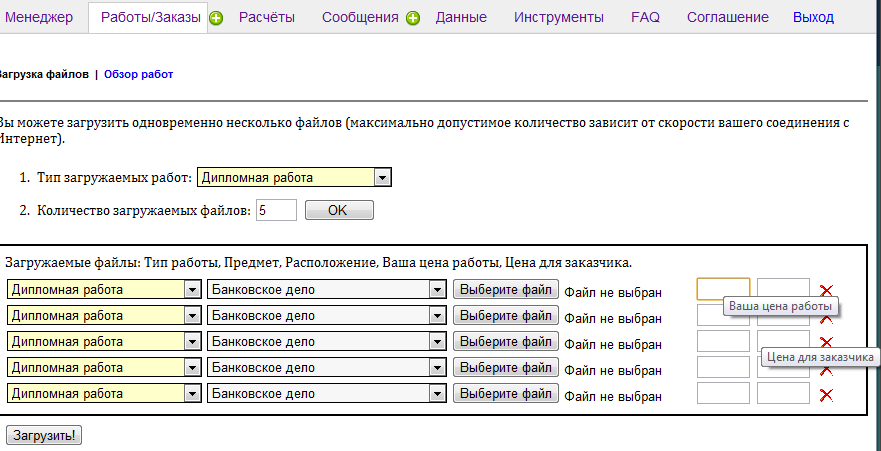 Менеджер Работы/Заказы Расчёты Сообщения Данные Инструменты FAQ Соглашение Выход
Загрузка файлов | Обзор работ
Вы можете загрузить одновременно несколько файлов (максимально допустимое количество зависит от скорости вашего соединения с
Интернет).
1. Тип загружаемых работ: Дипломная работа
2. Количество загружаемых файлов: 5 OK
Загружаемые файлы: Тип работы, Предмет, Расположение, Ваша цена работы, Цена для заказчика.
Дипломная работа Банковское дело Выберите файл Файл не выбран
Ваша цена работы
Дипломная работа Банковское дело Выберите файл Файл не выбран
Дипломная работа Банковское дело Выберите файл Файл не выбран
Цена для заказчика
Дипломная работа Банковское дело Выберите файл Файл не выбран
Дипломная работа Банковское дело Выберите файл Файл не выбран
Загрузить!